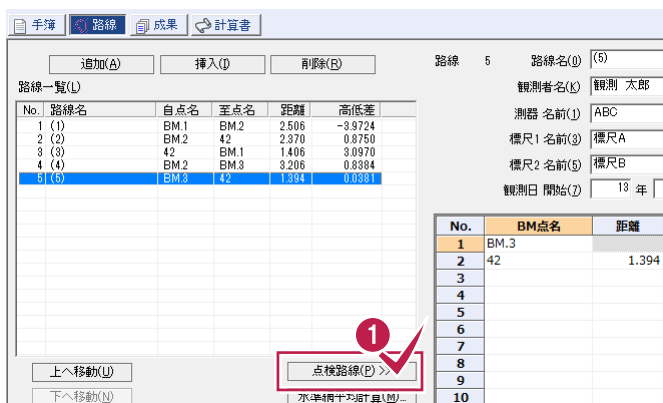 手簿 路線 成果 計算書
追加(A) 挿入(I) 削除(R)
路線 5 路線名(0) (5)
路線一覧(L)
観測者名(K) 観測 太郎
測器 名前(1) ABC
標尺1 名前(3) 標尺A
標尺2 名前(5) 標尺B
観測日 開始(7) 13 年
No. 路線名 自点名 至点名 距離 高低差
1 (1) BM.1 BM.2 2.506 -3.9724
2 (2) BM.2 42 2.370 0.8750
3 (3) 42 BM.1 1.406 3.0970
4 (4) BM.2 BM.3 3.206 0.8384
5 (5) BM.3 42 1.394 0.0381
No. BM点名 距離
1 BM.3
2 42 1.394
3
4
5
6
7
8
9
10
1
上へ移動(U) 点検路線(P) >>
下へ移動(N) 水準網平均計算(M)...